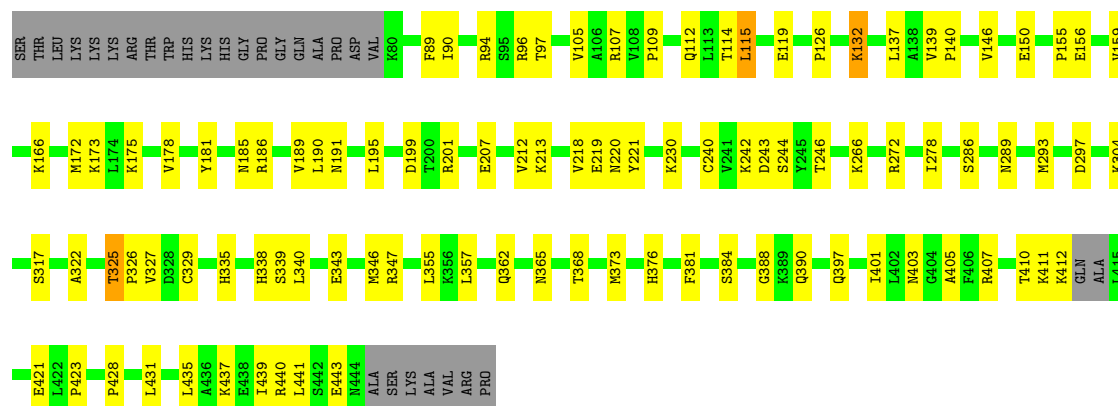 SER THR LEU LYS LYS LYS ARG THR TRP HIS LYS HIS GLY PRO GLY GLN ALA PRO ASP VAL K80 F89 I90 R94 S95 R96 T97 V105 A106 R107 V108 P109 Q112 L113 T114 L115 E119 P126 K132 L137 A138 V139 P140 V146 E150 P155 E156 V159
K166 M172 K173 L174 K175 V178 Y181 N185 R186 V189 L190 N191 L195 D199 T200 R201 E207 V212 K213 V218 E219 N220 Y221 K230 C240 V241 K242 D243 S244 Y245 T246 K266 R272 I278 S286 N289 M293 D297 K304
S317 A322 T325 P326 V327 D328 C329 H335 H338 S339 L340 E343 M346 R347 L355 K356 L357 Q362 N365 T368 M373 H376 F381 S384 G388 K389 Q390 Q397 I401 L402 N403 G404 A405 F406 R407 T410 K411 K412 GLN ALA L415
E421 L422 P423 P428 L431 L435 A436 K437 E438 I439 R440 L441 S442 E443 N444 ALA SER LYS ALA VAL ARG PRO